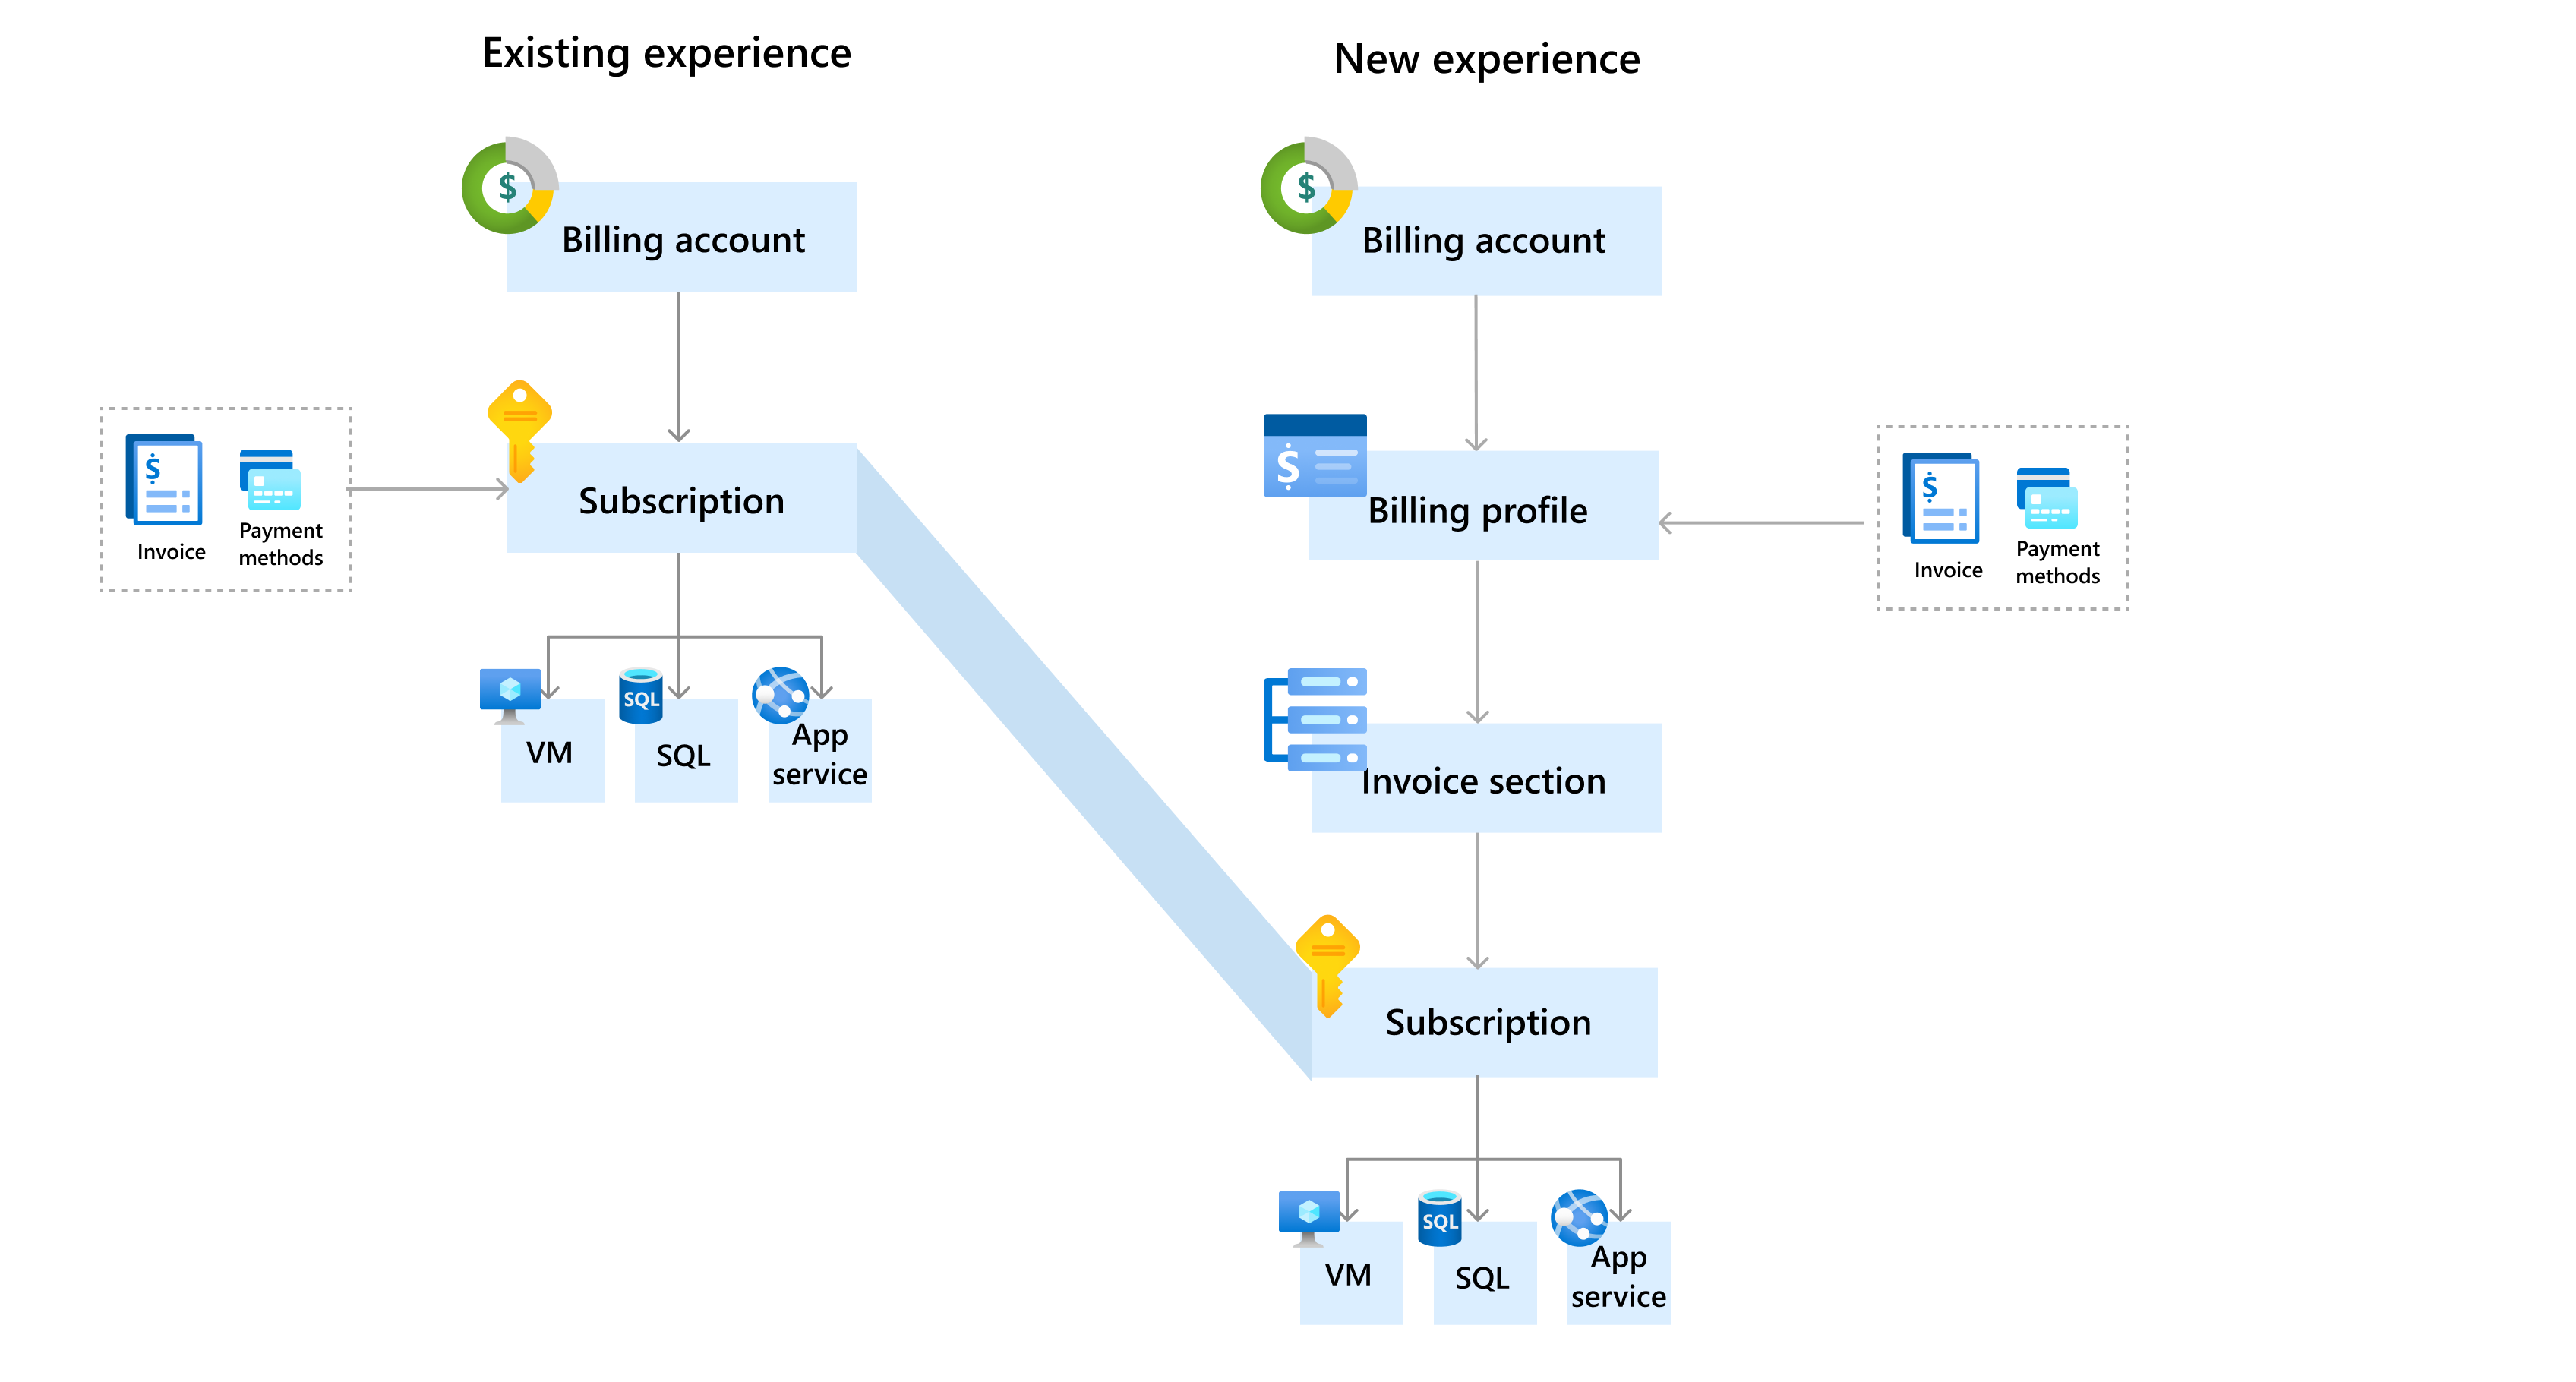 Existing experience
New experience
$
Billing account
$
Billing account
$
Invoice
Payment
methods
Subscription
$
Billing profile
$
Invoice
Payment
methods
VM
SQL
SQL
App
service
Invoice section
Subscription
VM
SQL
SQL
App
service